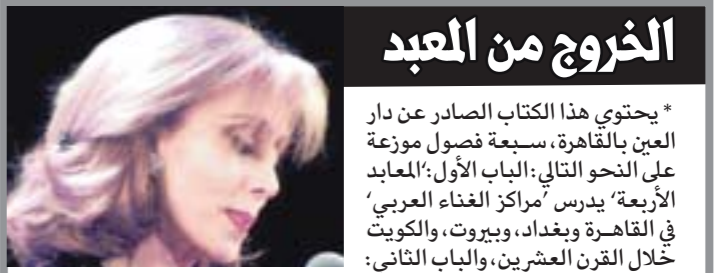 الخروج من المعبد
* يحتوي هذا الكتاب الصادر عن دار
العين بالقاهرة، سبعة فصول موزعة
على النحو التالي: الباب الأول: ‘المعابد
الأربعة’ يدرس ‘مراكز الغناء العربي’
في القاهرة وبغداد، وبيروت، والكويت
خلال القرن العشرين، والباب الثاني: